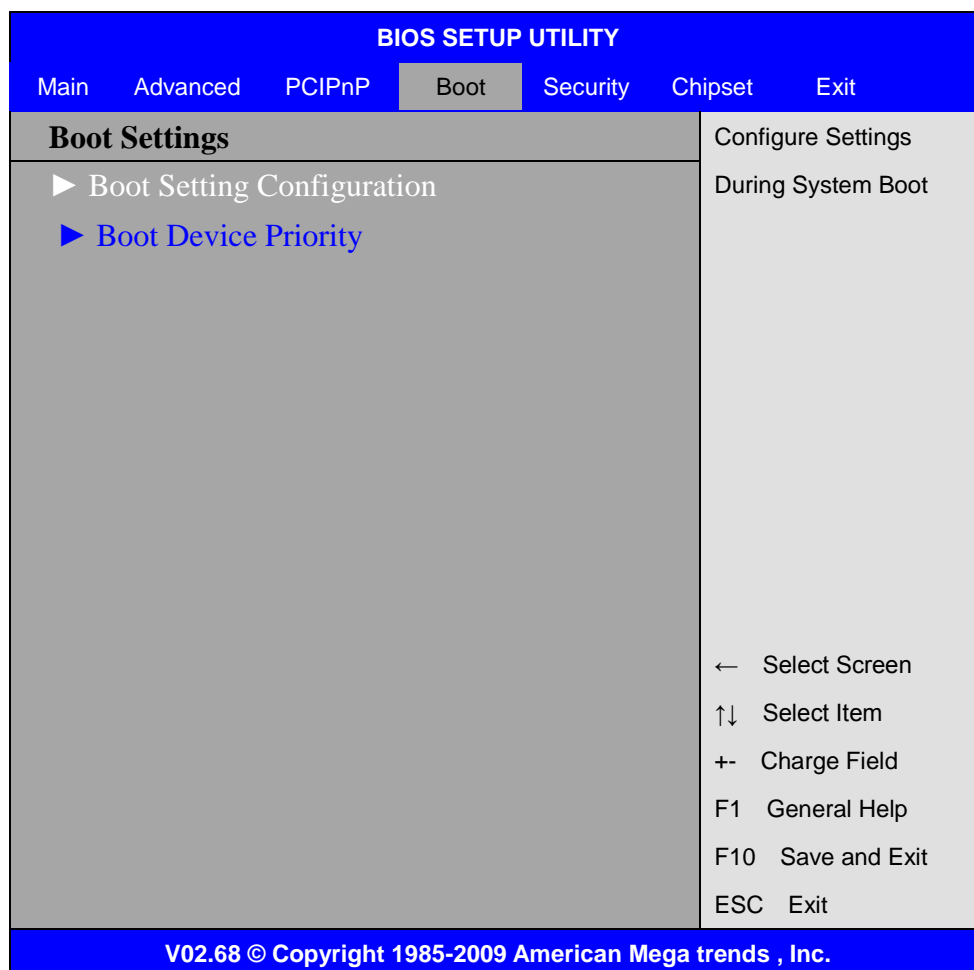 BIOS SETUP UTILITY
Main Advanced PCIPnP Boot Security Chipset Exit
Boot Settings
► Boot Setting Configuration
► Boot Device Priority
Configure Settings
During System Boot
← Select Screen
↑↓ Select Item
+- Charge Field
F1 General Help
F10 Save and Exit
ESC Exit
V02.68 © Copyright 1985-2009 American Mega trends , Inc.